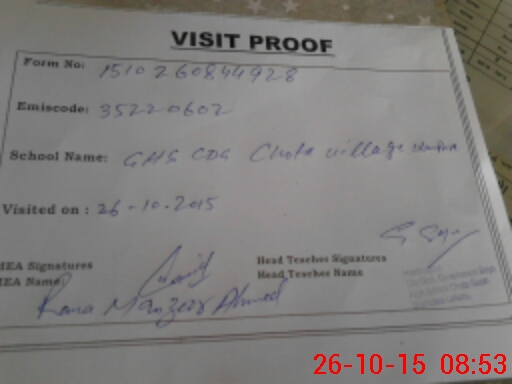 VISIT PROOF
Form No: 1510260844928
Emiscode: 35220602
School Name: GHS CDG Chota village
Visited on : 26-10-2015
MEA Signatures
Head Teacher Signatures
MEA Name
Head Teacher Name
Rana Manzoor Ahmed
26-10-15 08:53